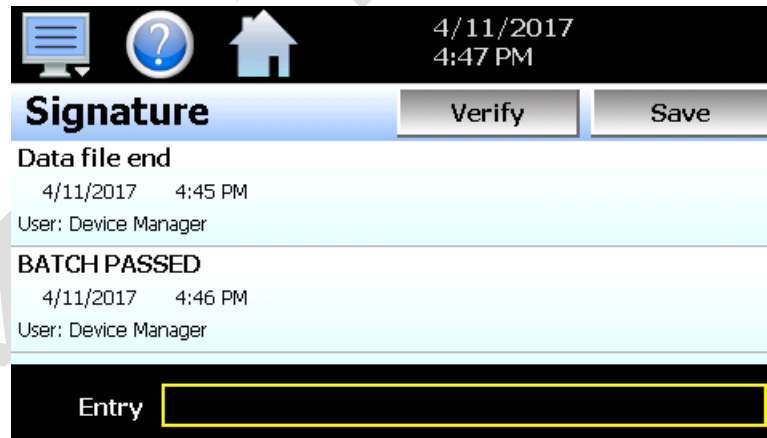 4/11/2017
4:47 PM
Signature Verify Save
Data file end
4/11/2017 4:45 PM
User: Device Manager
BATCH PASSED
4/11/2017 4:46 PM
User: Device Manager
Entry